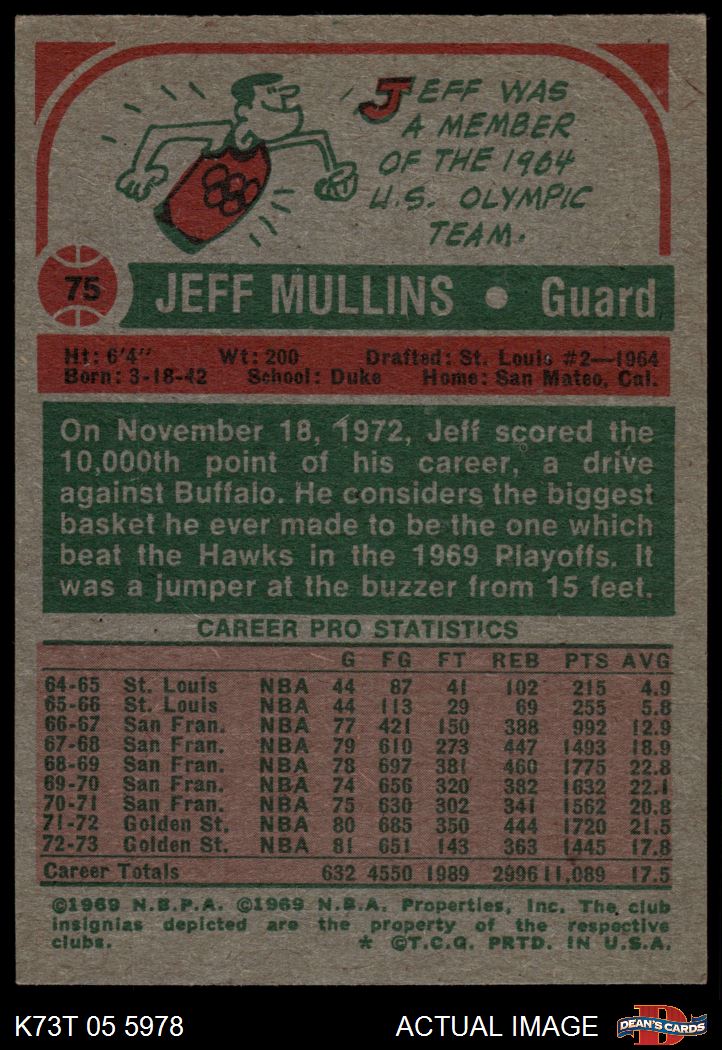 JEFF WAS
A MEMBER
OF THE 1964
U.S. OLYMPIC
TEAM.
75 JEFF MULLINS • Guard
Ht: 6'4" Wt: 200 Drafted: St. Louis #2—1964
Born: 3-18-42 School: Duke Home: San Mateo, Cal.
On November 18, 1972, Jeff scored the
10,000th point of his career, a drive
against Buffalo. He considers the biggest
basket he ever made to be the one which
beat the Hawks in the 1969 Playoffs. It
was a jumper at the buzzer from 15 feet.
CAREER PRO STATISTICS
G FG FT REB PTS AVG
64-65 St. Louis NBA 44 87 41 102 215 4.9
65-66 St. Louis NBA 44 113 29 69 255 5.8
66-67 San Fran. NBA 77 421 150 388 992 12.9
67-68 San Fran. NBA 79 610 273 447 1493 18.9
68-69 San Fran. NBA 78 697 381 460 1775 22.8
69-70 San Fran. NBA 74 656 320 382 1632 22.1
70-71 San Fran. NBA 75 630 302 341 1562 20.8
71-72 Golden St. NBA 80 685 350 444 1720 21.5
72-73 Golden St. NBA 81 651 143 363 1445 17.8
Career Totals 632 4550 1989 2996 11,089 17.5
©1969 N.B.P.A. ©1969 N.B.A. Properties, Inc. The club
insignias depicted are the property of the respective
clubs. * ©T.C.G. PRTD. IN U.S.A.
K73T 05 5978 ACTUAL IMAGE DEAN'S CARDS